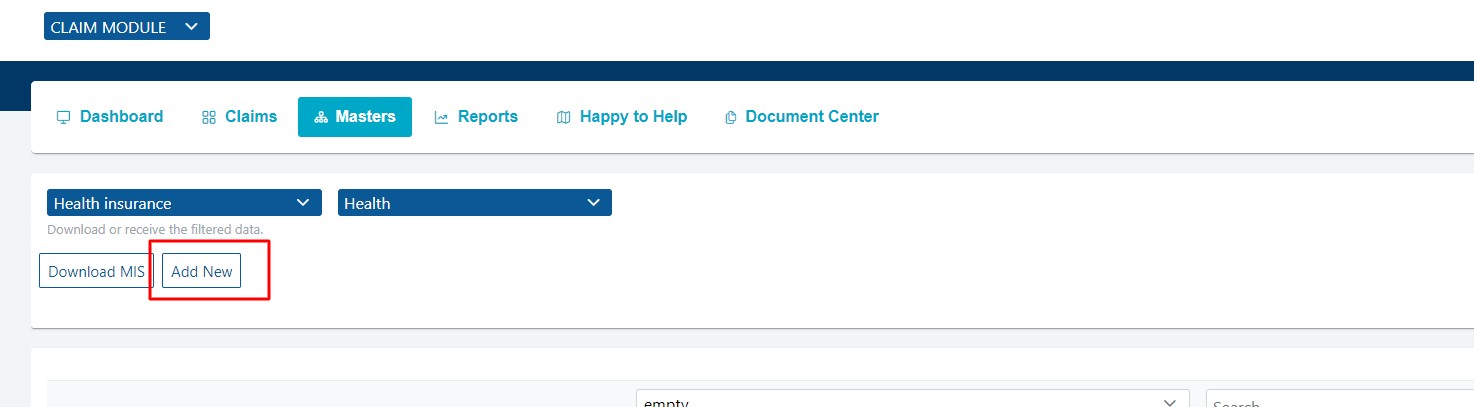 CLAIM MODULE
Dashboard Claims Masters Reports Happy to Help Document Center
Health insurance Health
Download or receive the filtered data.
Download MIS Add New
empty Search